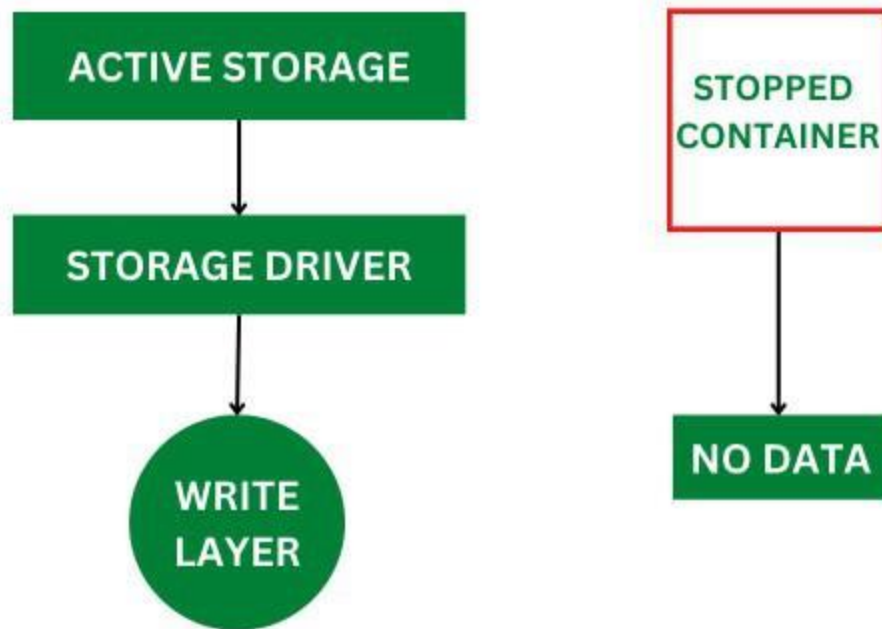 ACTIVE STORAGE
STORAGE DRIVER
WRITE
LAYER
STOPPED
CONTAINER
NO DATA